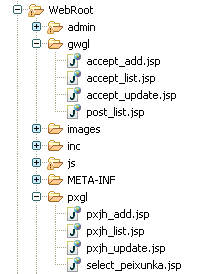 WebRoot
admin
gwgl
accept_add.jsp
accept_list.jsp
accept_update.jsp
post_list.jsp
images
inc
js
META-INF
pxgl
pxjh_add.jsp
pxjh_list.jsp
pxjh_update.jsp
select_peixunka.jsp